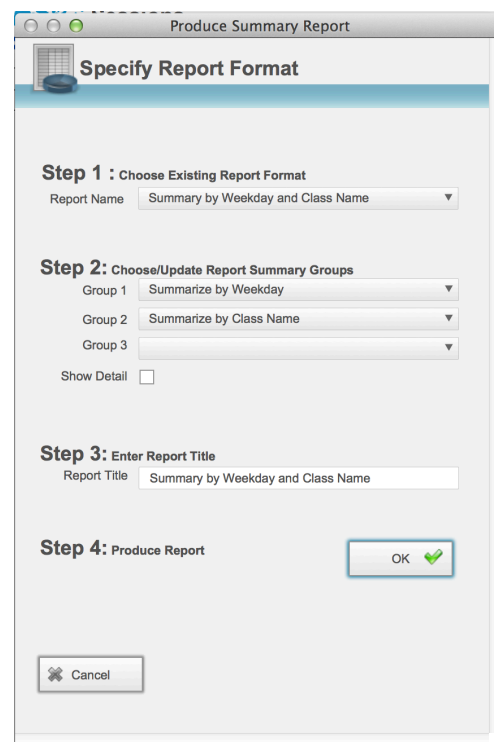 Produce Summary Report
Specify Report Format
Step 1 : Choose Existing Report Format
Report Name Summary by Weekday and Class Name
Step 2: Choose/Update Report Summary Groups
Group 1 Summarize by Weekday
Group 2 Summarize by Class Name
Group 3
Show Detail
Step 3: Enter Report Title
Report Title Summary by Weekday and Class Name
Step 4: Produce Report
OK
Cancel